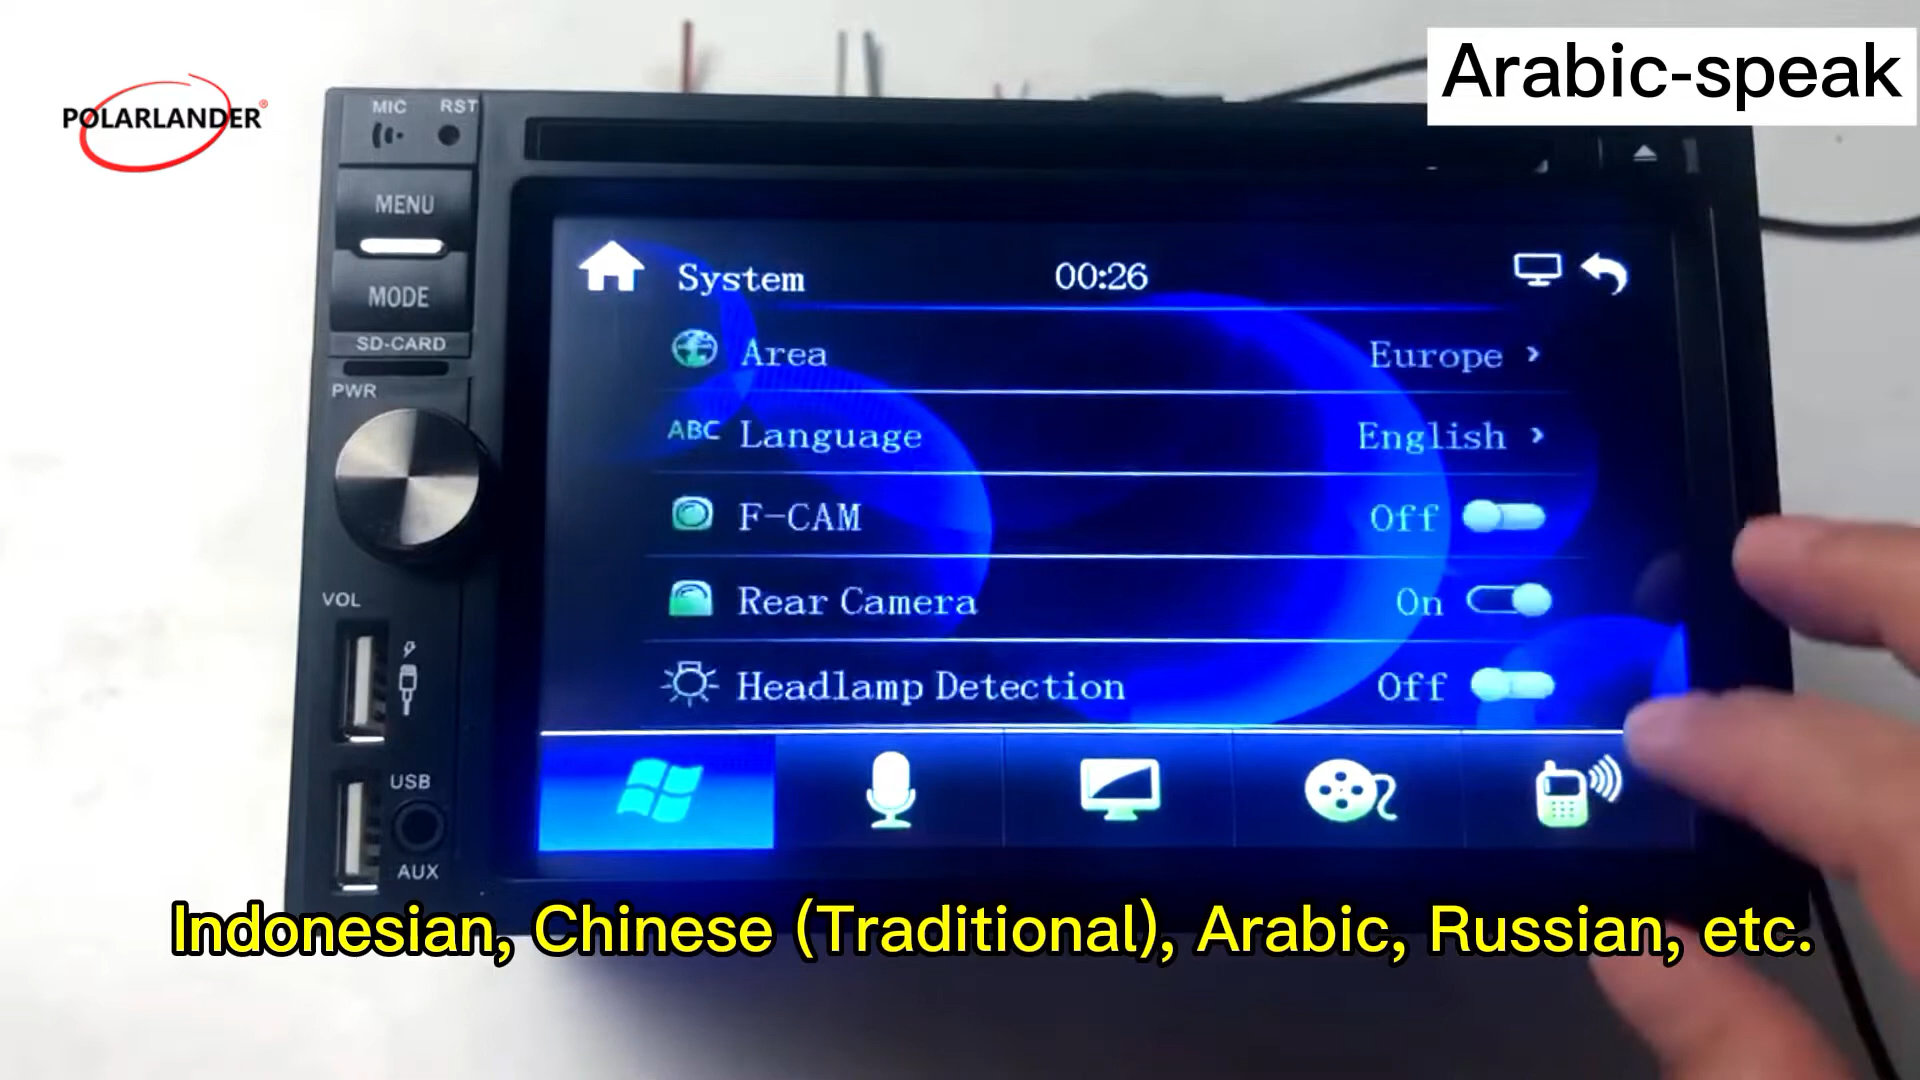 Arabic-speak
POLARLANDER®
MIC RST
MENU
MODE
SD-CARD
PWR
VOL
USB
AUX
System 00:26
Area Europe
ABC Language English
F-CAM Off
Rear Camera On
Headlamp Detection Off
Indonesian, Chinese (Traditional), Arabic, Russian, etc.